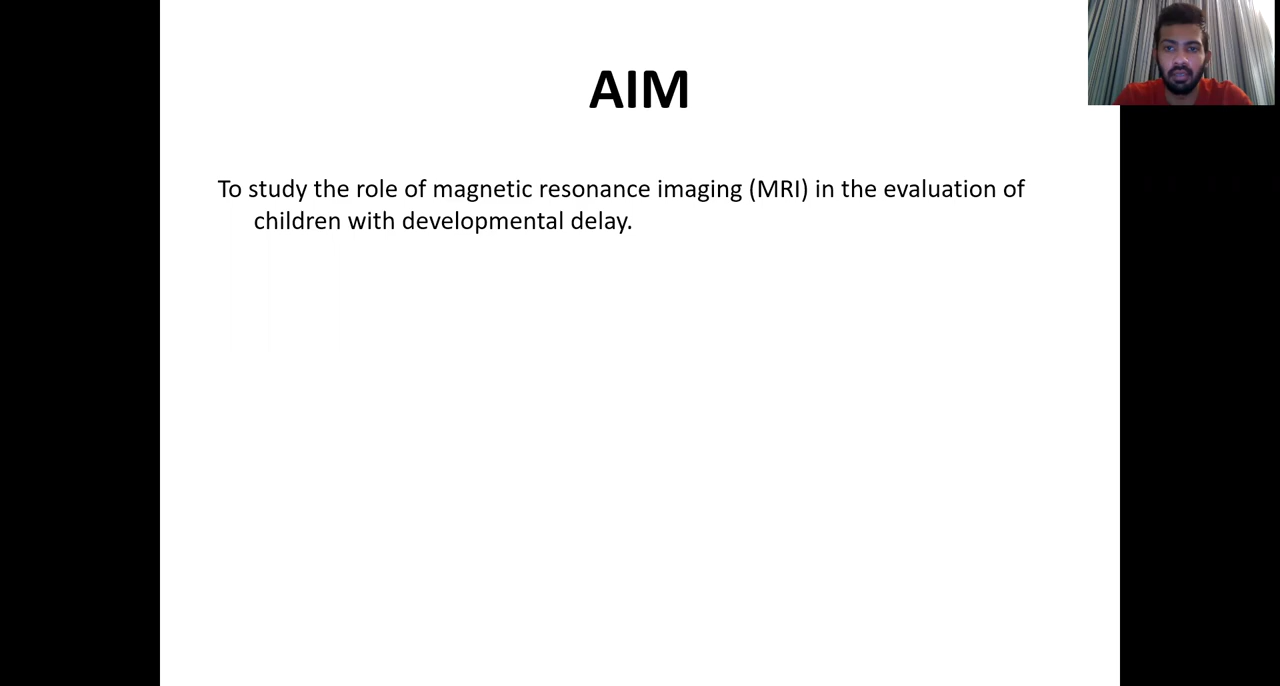 AIM
To study the role of magnetic resonance imaging (MRI) in the evaluation of
children with developmental delay.